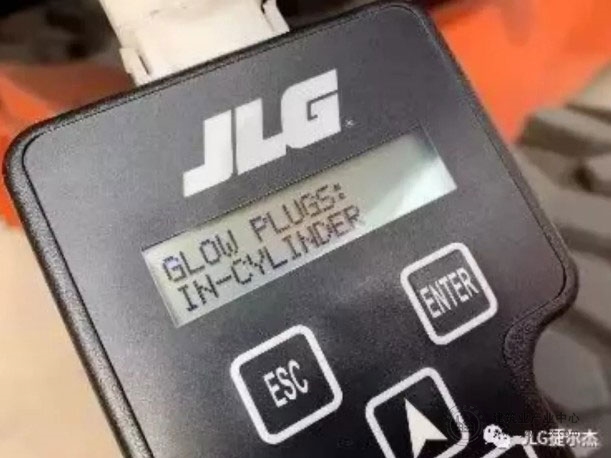 JLG
GLOW PLUGS:
IN-CYLINDER
ENTER
ESC
JLG捷尔杰